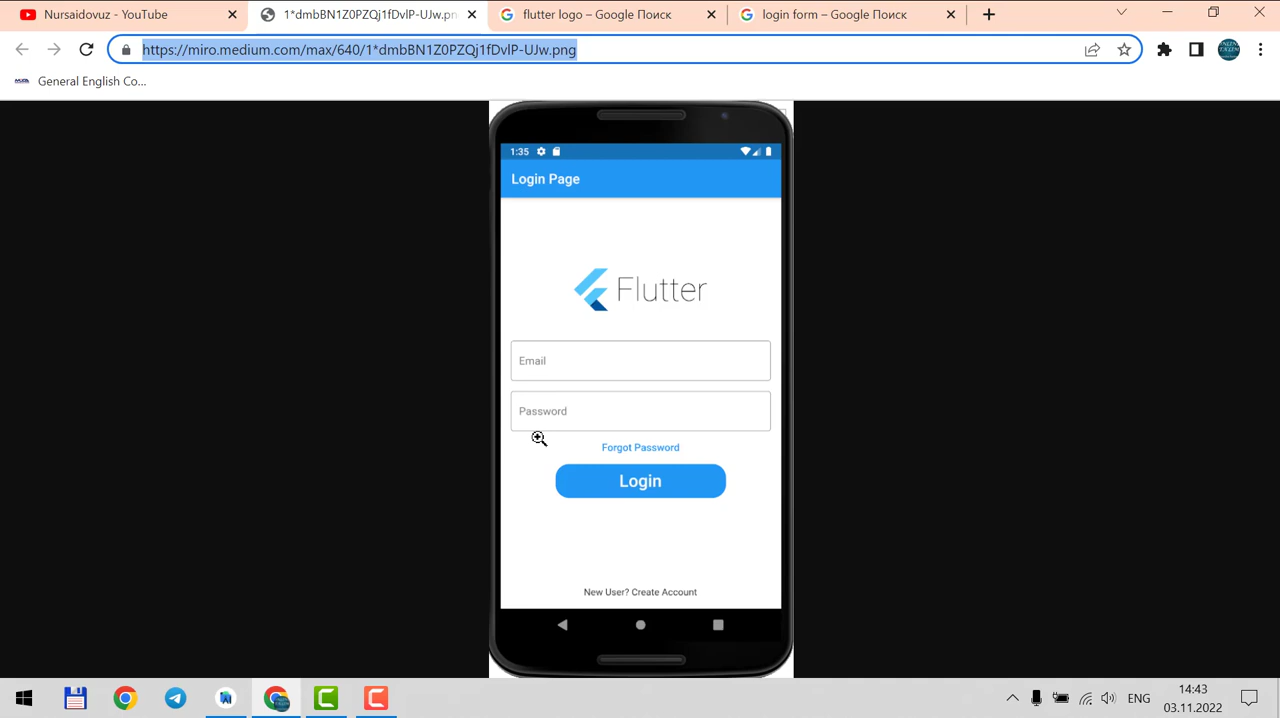 Nursaidovuz - YouTube
1*dmbBN1Z0PZQj1fDvlP-UJw.pn
flutter logo – Google Поиск
login form – Google Поиск
https://miro.medium.com/max/640/1*dmbBN1Z0PZQj1fDvlP-UJw.png
General English Co...
1:35
Login Page
Flutter
Email
Password
Forgot Password
Login
New User? Create Account
ENG
14:43
03.11.2022